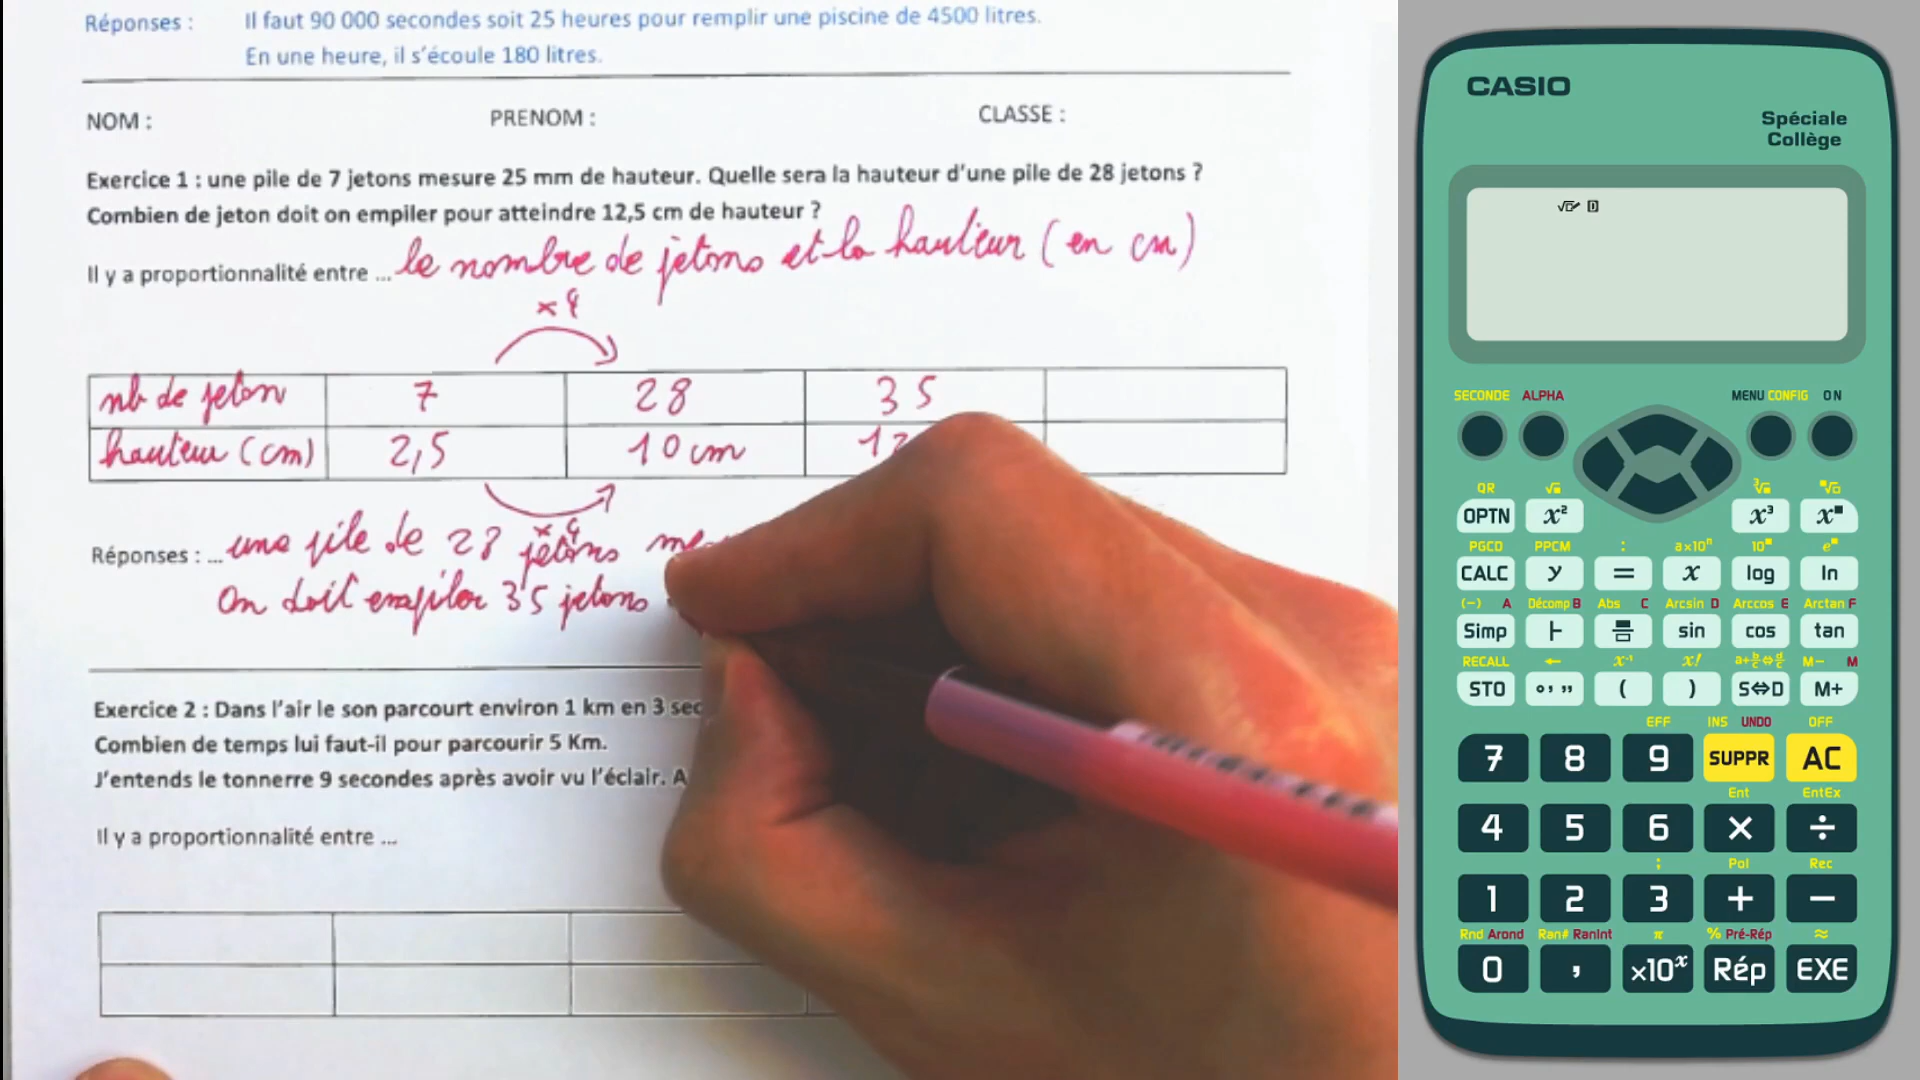 Réponses : Il faut 90 000 secondes soit 25 heures pour remplir une piscine de 4500 litres.
En une heure, il s'écoule 180 litres.
NOM : PRENOM : CLASSE :
Exercice 1 : une pile de 7 jetons mesure 25 mm de hauteur. Quelle sera la hauteur d'une pile de 28 jetons ?
Combien de jeton doit on empiler pour atteindre 12,5 cm de hauteur ?
Il y a proportionnalité entre ... le nombre de jetons et la hauteur (en cm)
×4
nb de jeton 7 28 35
hauteur (cm) 2,5 10 cm
×4
Réponses : ... une pile de 28 jetons
On doit empiler 35 jetons
Exercice 2 : Dans l'air le son parcourt environ 1 km en 3 sec
Combien de temps lui faut-il pour parcourir 5 Km.
J'entends le tonnerre 9 secondes après avoir vu l'éclair. A
Il y a proportionnalité entre ...
CASIO
Spéciale
Collège
SECONDE ALPHA MENU CONFIG ON
QR √■ ³√■ ■√□
OPTN x² x³ x■
PGCD PPCM : a×10ⁿ 10■ e■
CALC y = x log ln
(−) A Décomp B Abs C Arcsin D Arccos E Arctan F
Simp sin cos tan
RECALL ← x⁻¹ x! M− M
STO ° ’ ” ( ) S⇔D M+
EFF INS UNDO OFF
7 8 9 SUPPR AC
Ent EntEx
4 5 6 × ÷
; Pol Rec
1 2 3 + −
Rnd Arond Ran# RanInt π % Pré-Rép ≈
0 , ×10ˣ Rép EXE